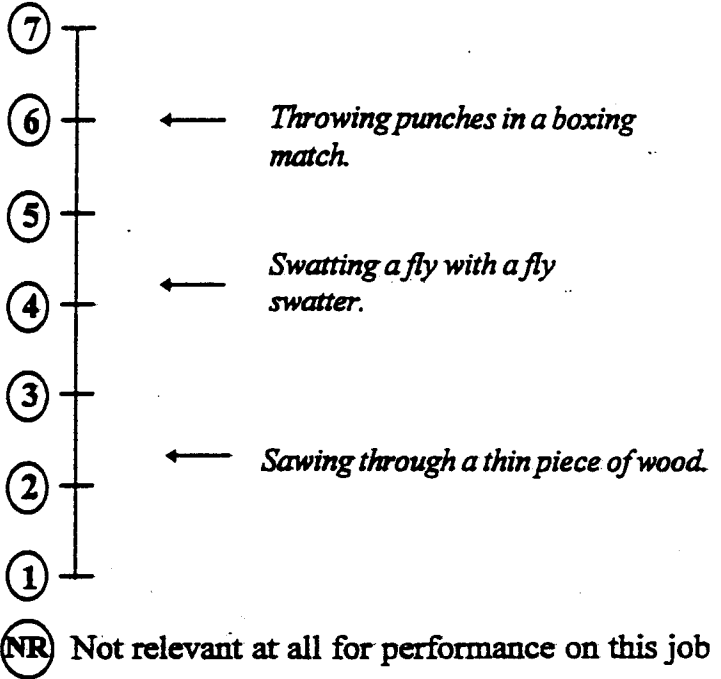 7
6 Throwing punches in a boxing
match.
5
Swatting a fly with a fly
4 swatter.
3
Sawing through a thin piece of wood.
2
1
NR Not relevant at all for performance on this job